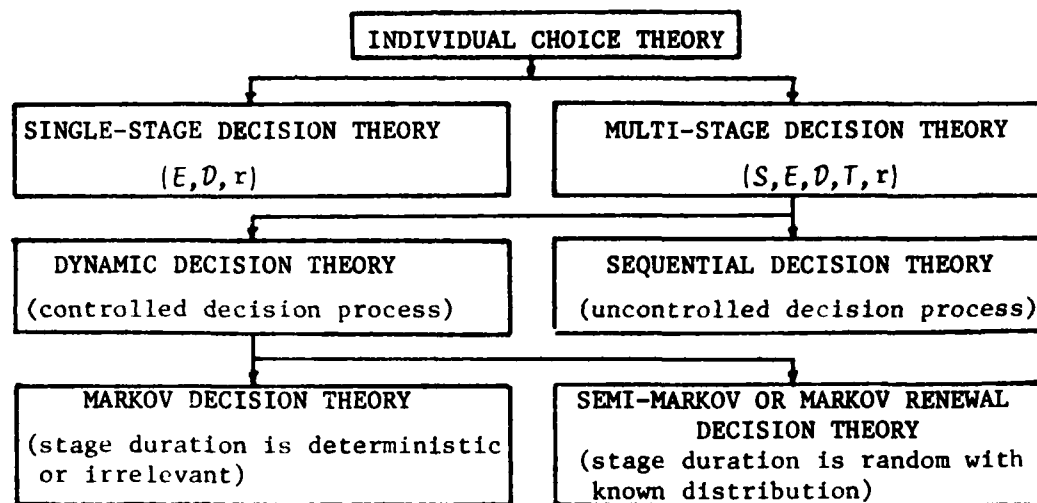 INDIVIDUAL CHOICE THEORY
SINGLE-STAGE DECISION THEORY
(E,D,r)
MULTI-STAGE DECISION THEORY
(S,E,D,T,r)
DYNAMIC DECISION THEORY
(controlled decision process)
SEQUENTIAL DECISION THEORY
(uncontrolled decision process)
MARKOV DECISION THEORY
(stage duration is deterministic
or irrelevant)
SEMI-MARKOV OR MARKOV RENEWAL
DECISION THEORY
(stage duration is random with
known distribution)